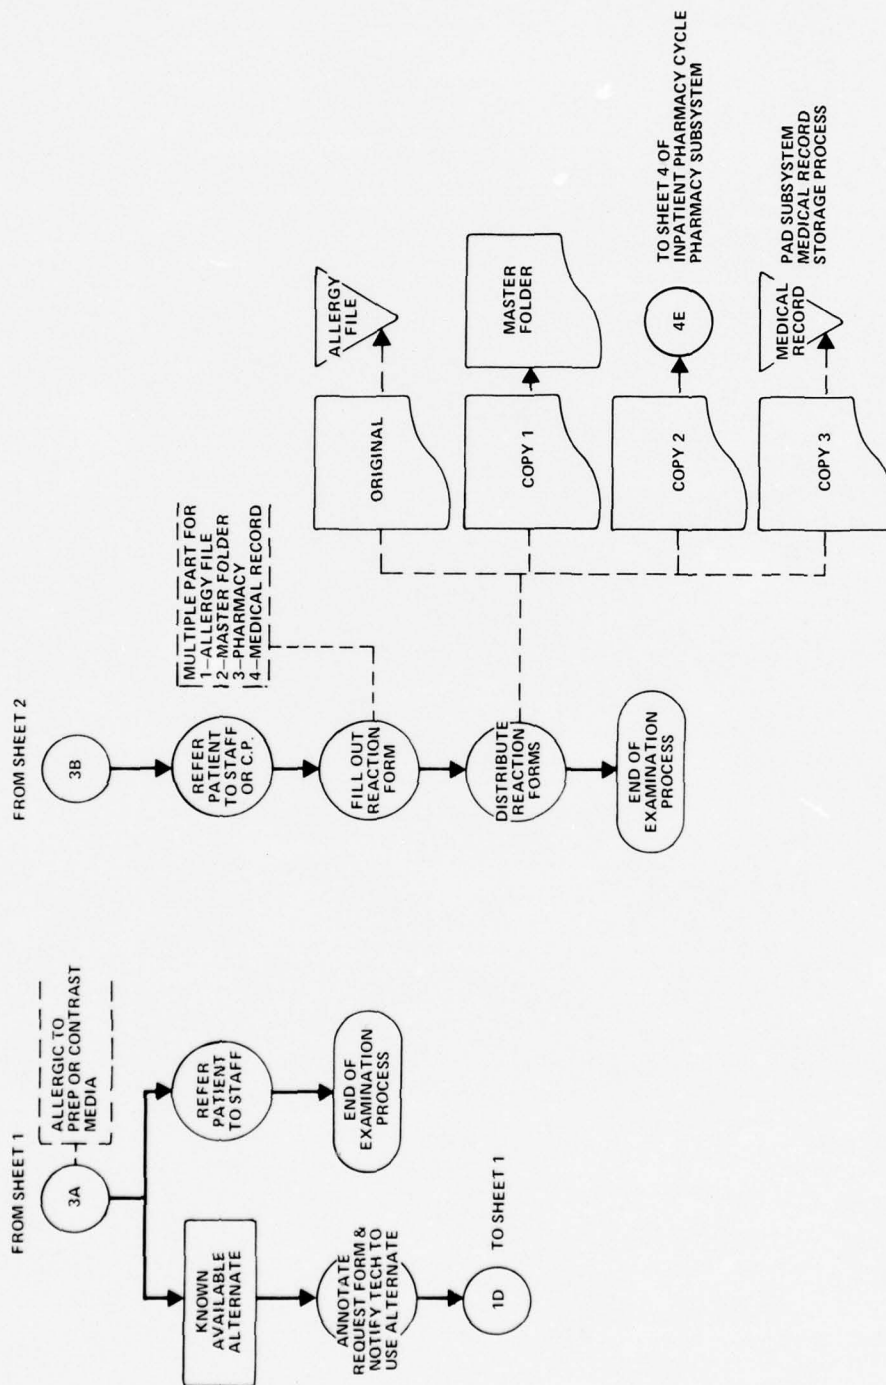 FROM SHEET 1
3A
ALLERGIC TO
PREP OR CONTRAST
MEDIA
KNOWN
AVAILABLE
ALTERNATE
REFER
PATIENT
TO STAFF
ANNOTATE
REQUEST FORM &
NOTIFY TECH TO
USE ALTERNATE
END OF
EXAMINATION
PROCESS
1D
TO SHEET 1
FROM SHEET 2
3B
REFER
PATIENT
TO STAFF
OR C.P.
MULTIPLE PART FOR
1–ALLERGY FILE
2–MASTER FOLDER
3–PHARMACY
4–MEDICAL RECORD
FILL OUT
REACTION
FORM
DISTRIBUTE
REACTION
FORMS
END OF
EXAMINATION
PROCESS
ORIGINAL
ALLERGY
FILE
COPY 1
MASTER
FOLDER
COPY 2
4E
TO SHEET 4 OF
INPATIENT PHARMACY CYCLE
PHARMACY SUBSYSTEM
COPY 3
MEDICAL
RECORD
PAD SUBSYSTEM
MEDICAL RECORD
STORAGE PROCESS